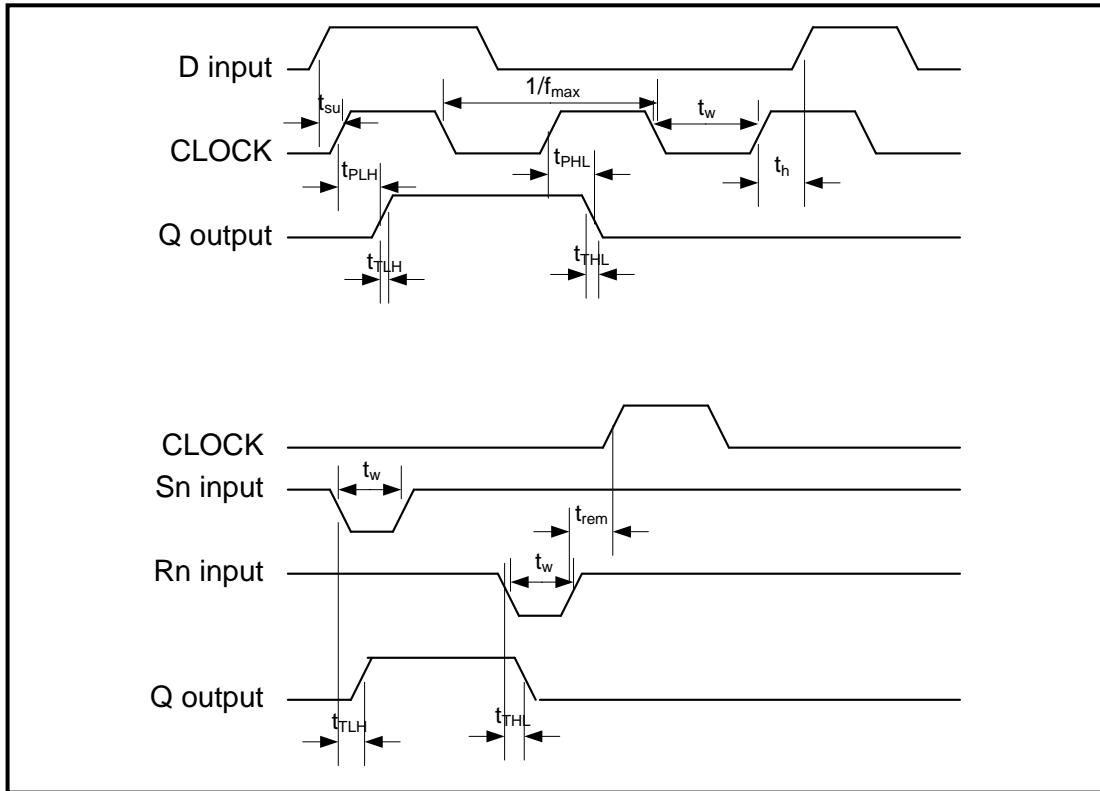 D input
1/fmax
tsu
tw
CLOCK
tPLH
tPHL
th
Q output
tTLH
tTHL
CLOCK
tw
Sn input
trem
Rn input
tw
Q output
tTLH
tTHL